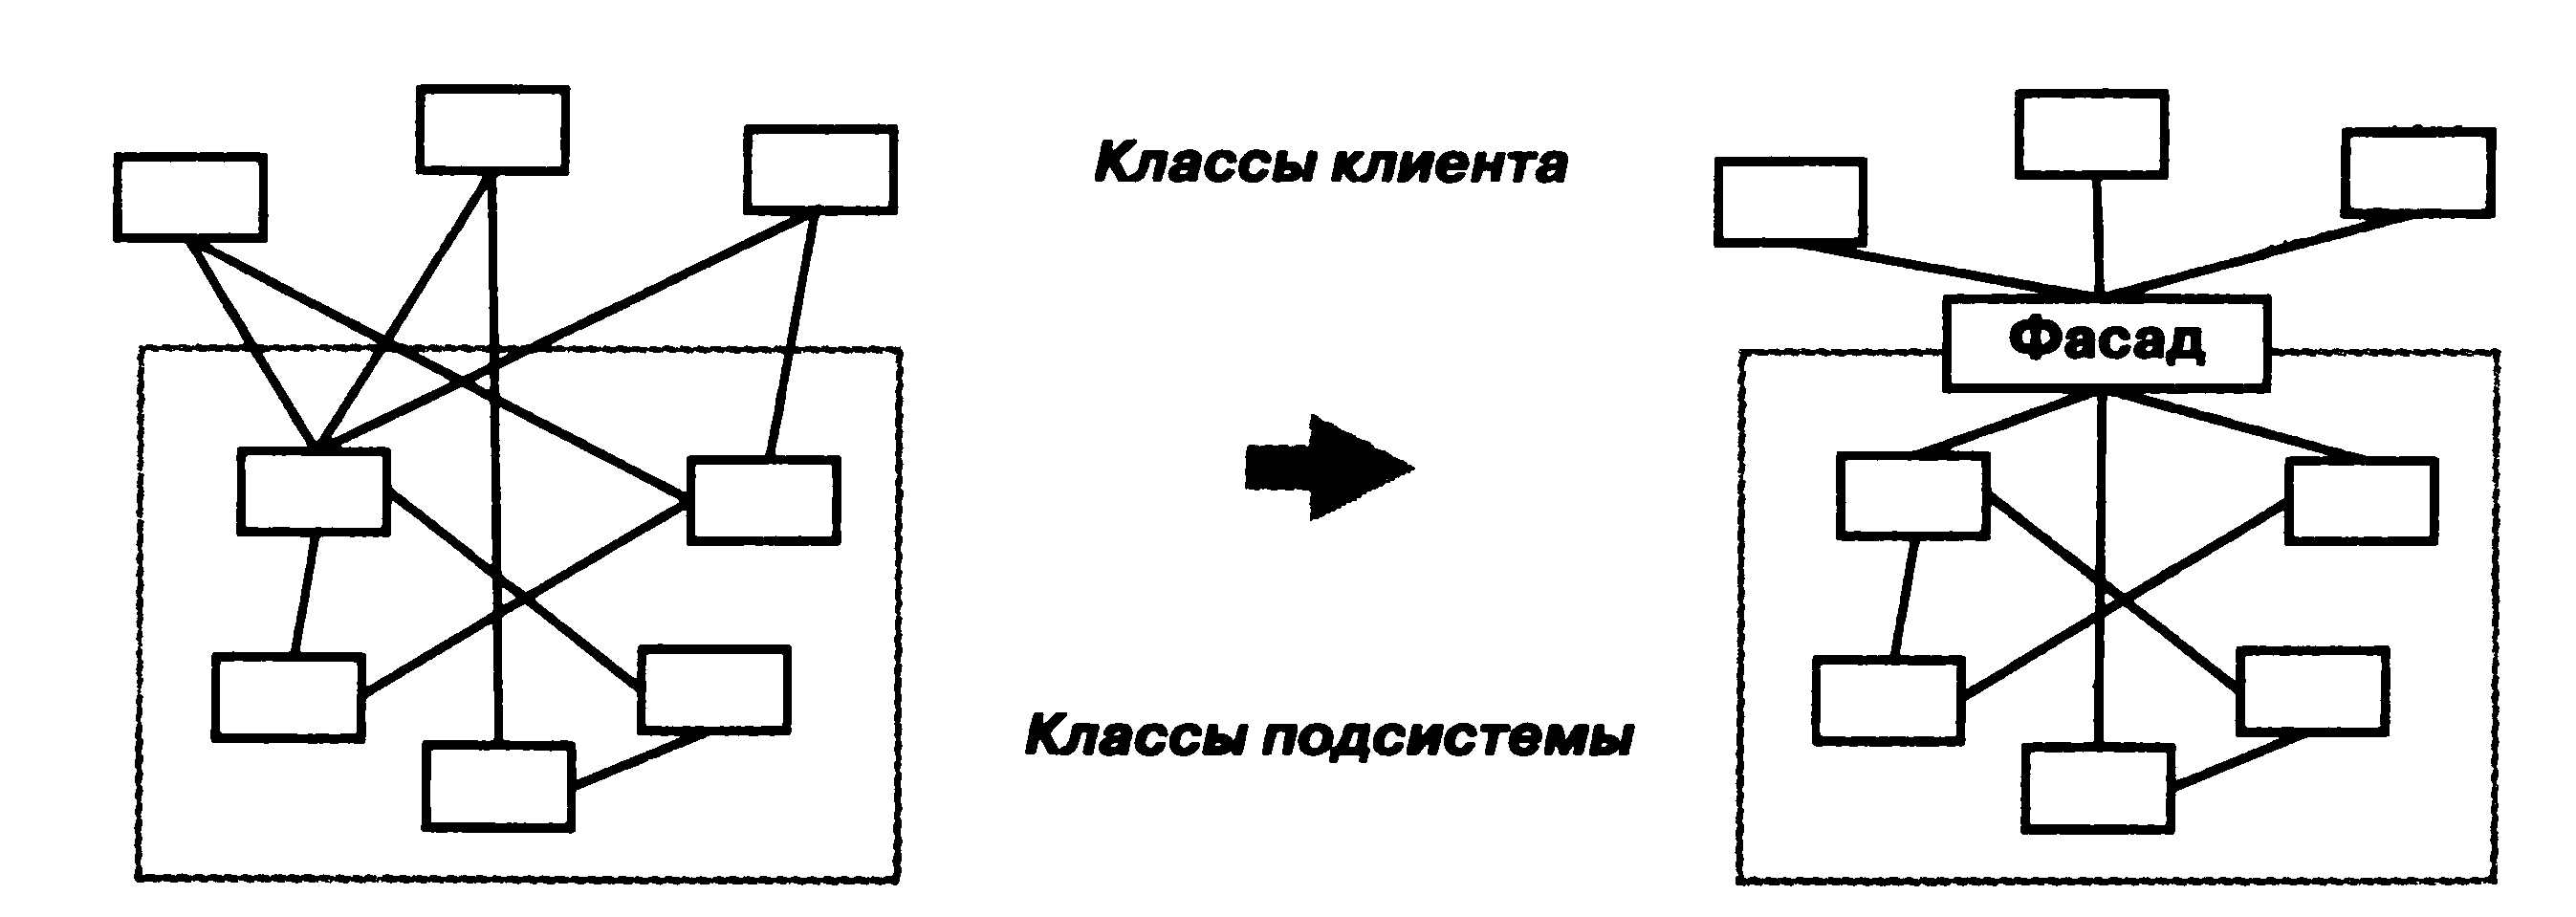 Классы клиента
Фасад
Классы подсистемы